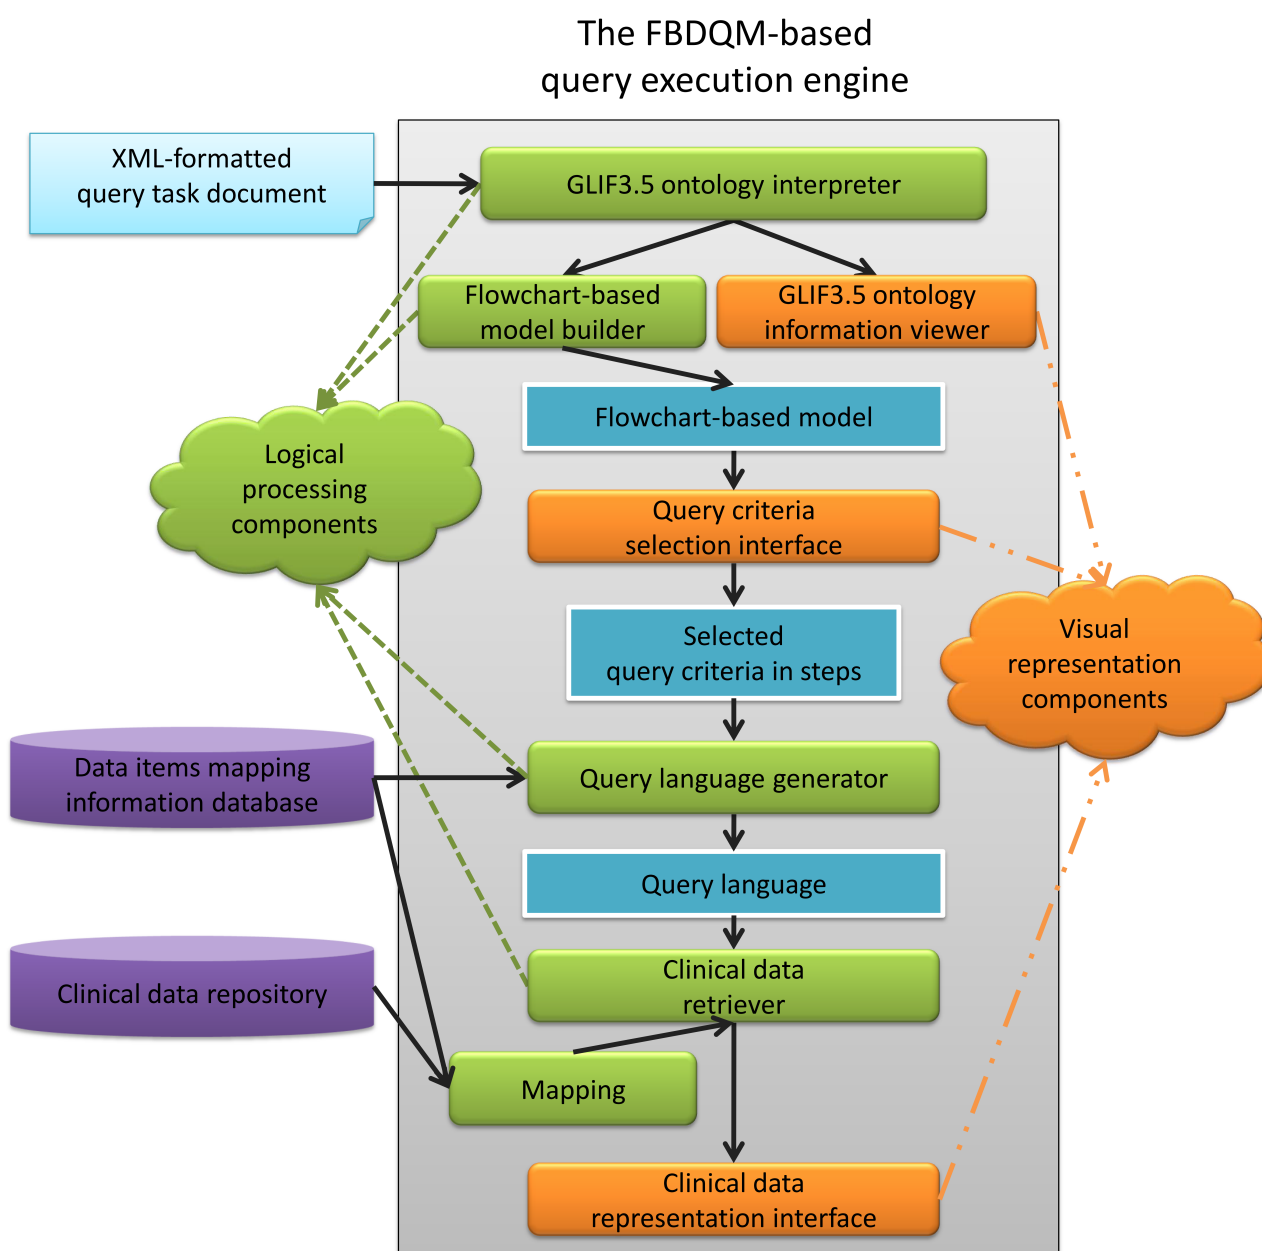 The FBDQM-based
query execution engine
XML-formatted
query task document
GLIF3.5 ontology interpreter
Flowchart-based
model builder
GLIF3.5 ontology
information viewer
Flowchart-based model
Logical
processing
components
Query criteria
selection interface
Selected
query criteria in steps
Visual
representation
components
Data items mapping
information database
Query language generator
Query language
Clinical data repository
Clinical data
retriever
Mapping
Clinical data
representation interface